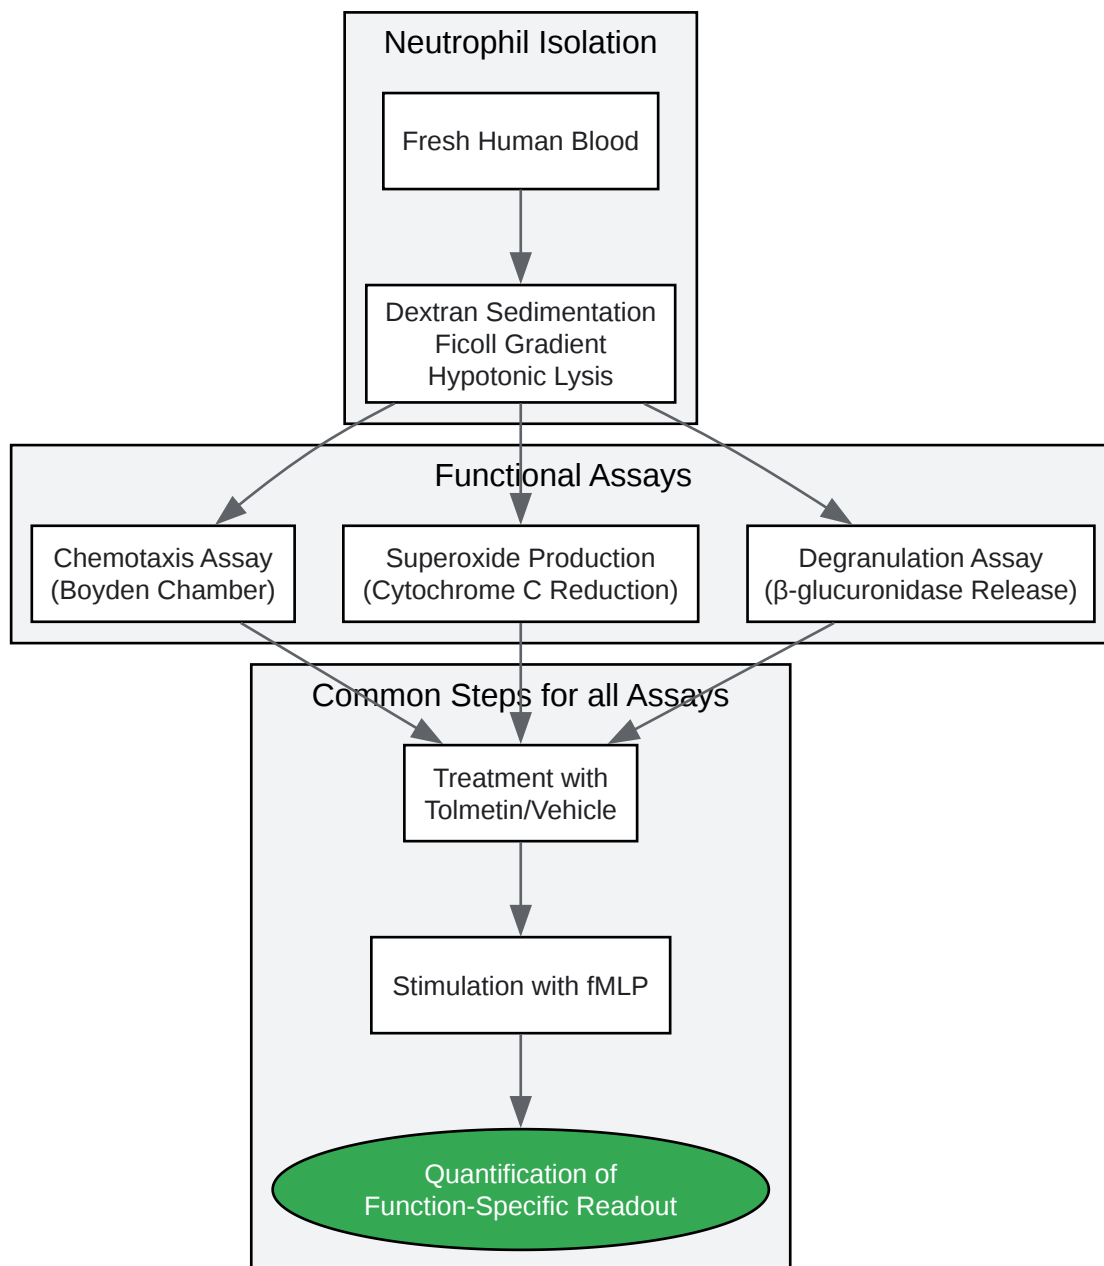 Neutrophil Isolation
Fresh Human Blood
Dextran Sedimentation
Ficoll Gradient
Hypotonic Lysis
Functional Assays
Chemotaxis Assay
(Boyden Chamber)
Superoxide Production
(Cytochrome C Reduction)
Degranulation Assay
(β-glucuronidase Release)
Common Steps for all Assays
Treatment with
Tolmetin/Vehicle
Stimulation with fMLP
Quantification of
Function-Specific Readout